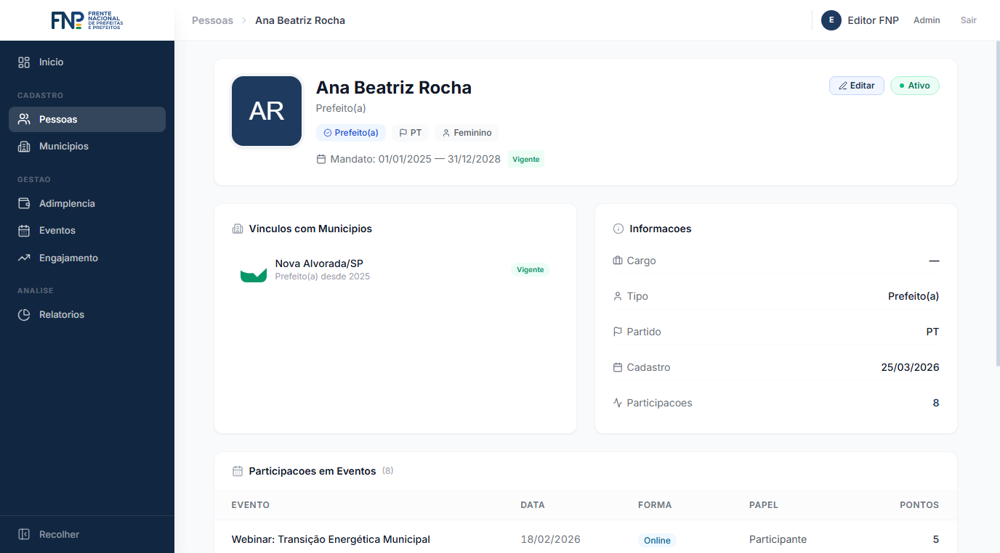 FNP FRENTE
NACIONAL
DE PREFEITAS
E PREFEITOS
Pessoas
Ana Beatriz Rocha
E
Editor FNP
Admin
Sair
Inicio
CADASTRO
Pessoas
Municipios
GESTAO
Adimplencia
Eventos
Engajamento
ANALISE
Relatorios
Recolher
AR
Ana Beatriz Rocha
Prefeito(a)
Prefeito(a)
PT
Feminino
Mandato: 01/01/2025 — 31/12/2028
Vigente
Editar
Ativo
Vinculos com Municipios
Nova Alvorada/SP
Prefeito(a) desde 2025
Vigente
Informacoes
Cargo —
Tipo Prefeito(a)
Partido PT
Cadastro 25/03/2026
Participacoes 8
Participacoes em Eventos (8)
EVENTO DATA FORMA PAPEL PONTOS
Webinar: Transição Energética Municipal 18/02/2026 Online Participante 5